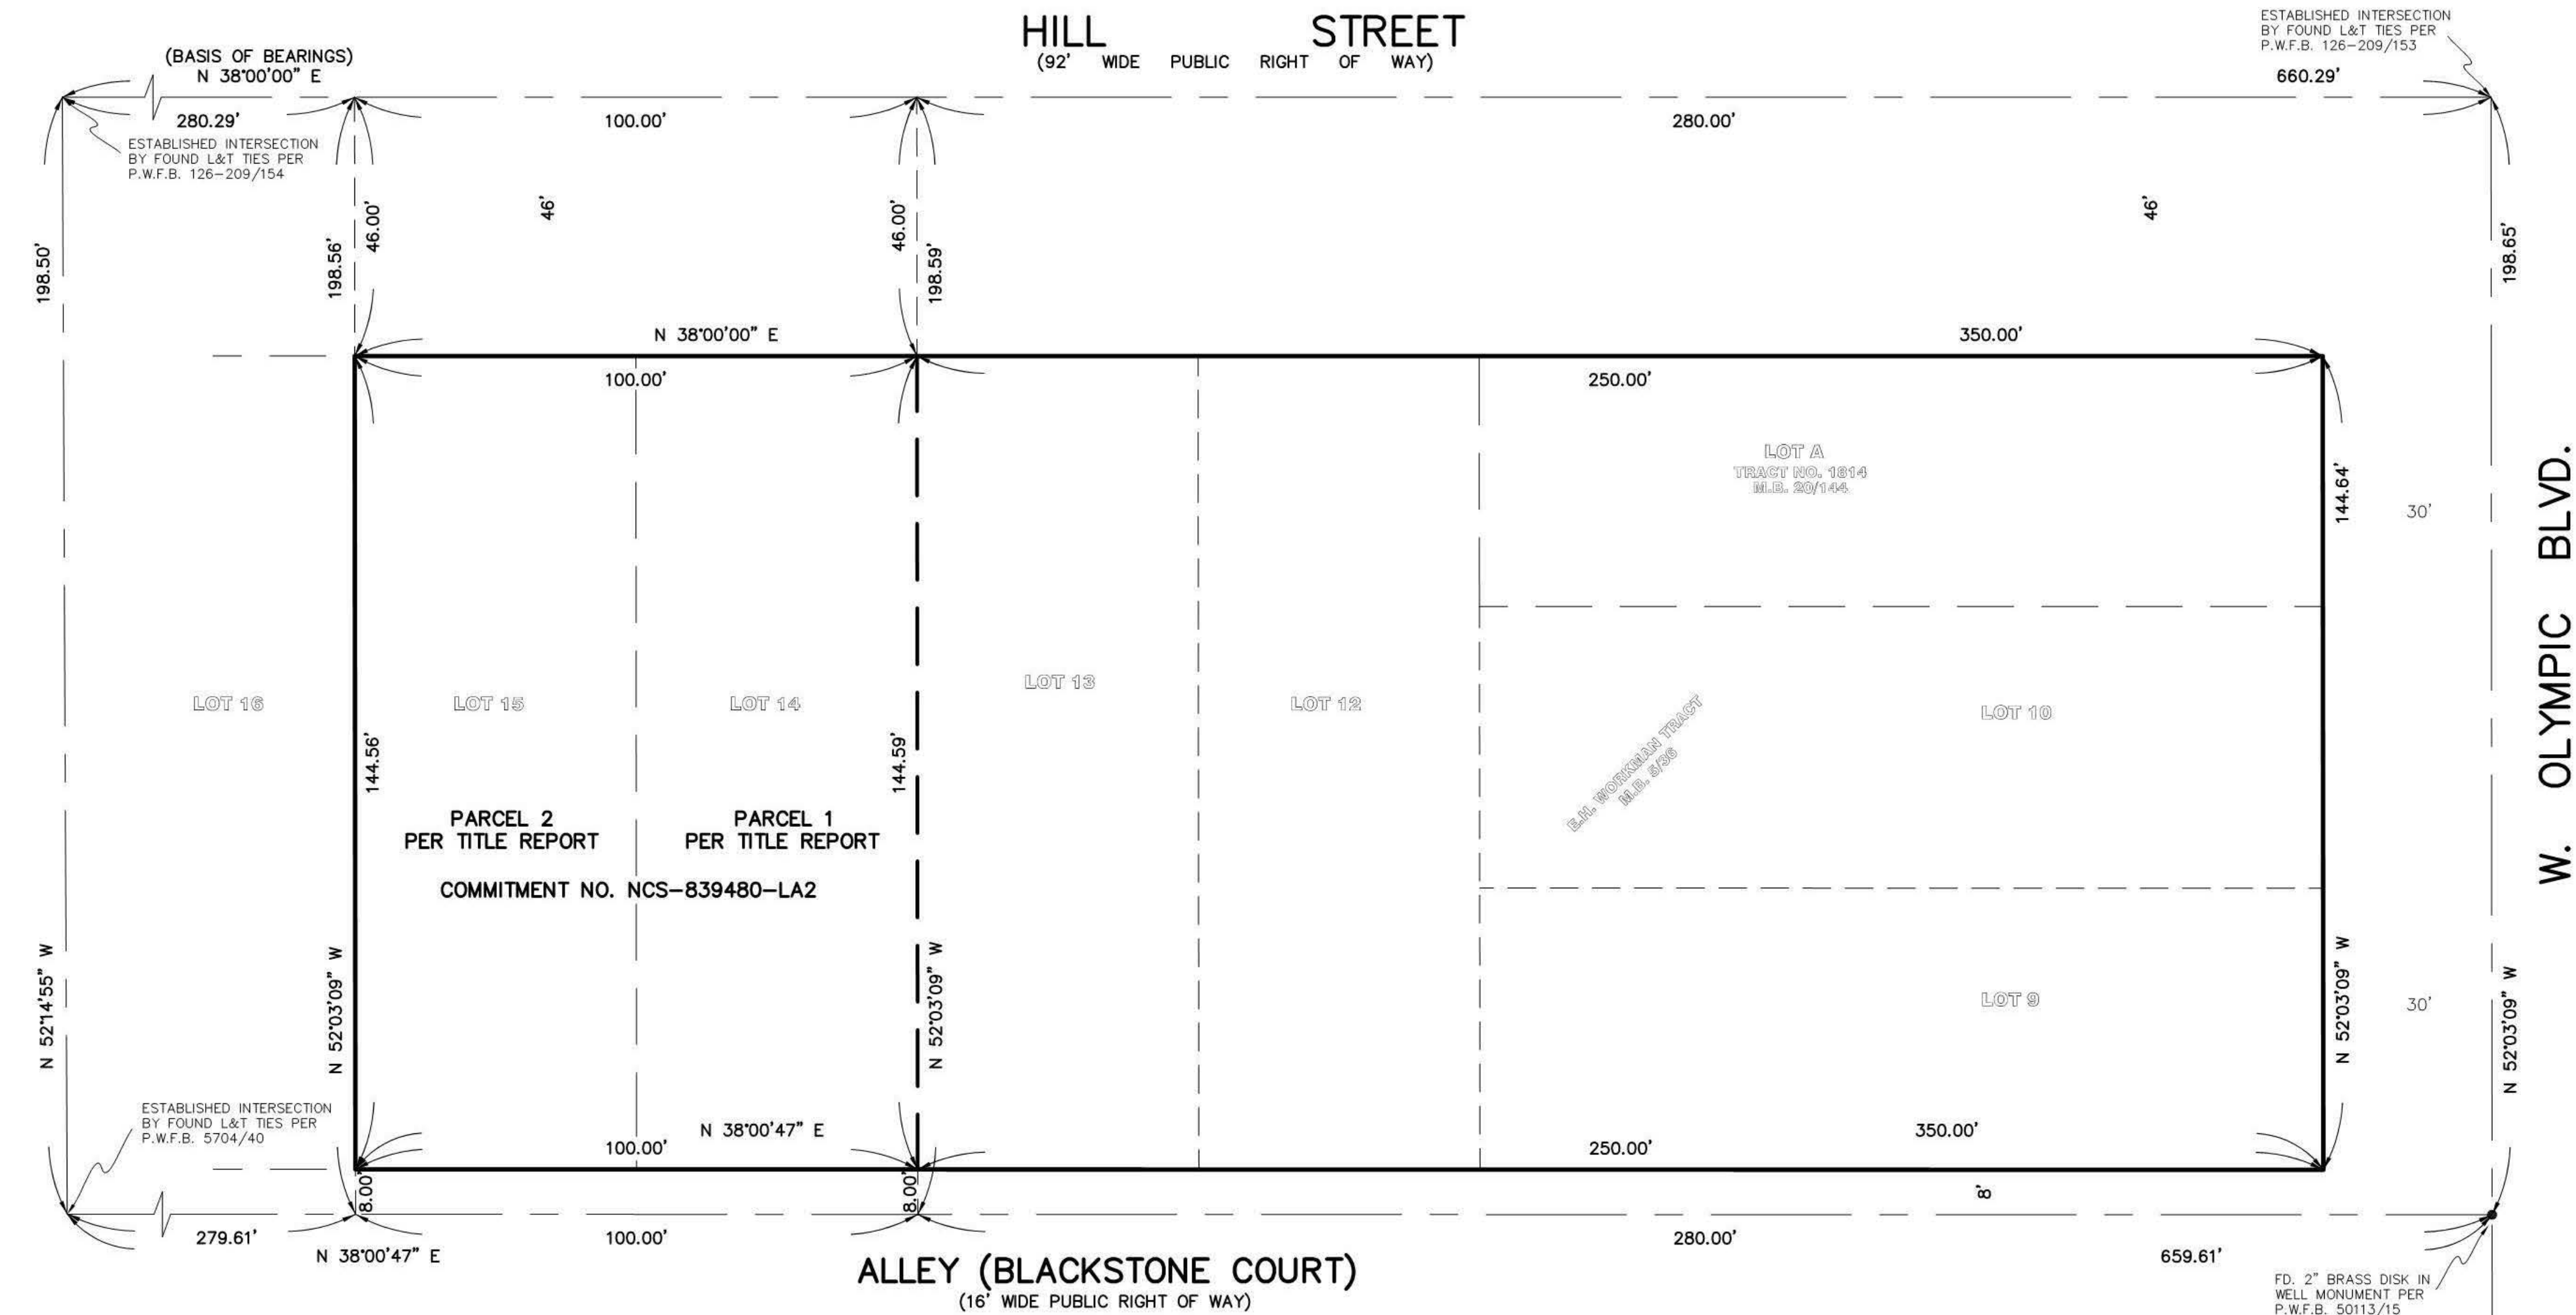 HILL STREET
(92' WIDE PUBLIC RIGHT OF WAY)
ESTABLISHED INTERSECTION
BY FOUND L&T TIES PER
P.W.F.B. 126-209/153
(BASIS OF BEARINGS)
N 38°00'00" E
660.29'
280.29'
100.00'
280.00'
ESTABLISHED INTERSECTION
BY FOUND L&T TIES PER
P.W.F.B. 126-209/154
198.50'
198.56'
46.00'
46'
46.00'
198.59'
46'
198.65'
N 38°00'00" E
350.00'
100.00'
250.00'
LOT A
TRACT NO. 1814
M.B. 20/144
144.64'
30'
W. OLYMPIC BLVD.
LOT 16
LOT 15
LOT 14
LOT 13
LOT 12
LOT 10
E.H. WORKMAN TRACT
M.B. 5/36
144.56'
144.59'
PARCEL 2
PER TITLE REPORT
PARCEL 1
PER TITLE REPORT
COMMITMENT NO. NCS-839480-LA2
N 52°14'55" W
N 52°03'09" W
N 52°03'09" W
LOT 9
N 52°03'09" W
30'
N 52°03'09" W
ESTABLISHED INTERSECTION
BY FOUND L&T TIES PER
P.W.F.B. 5704/40
100.00'
N 38°00'47" E
250.00'
350.00'
8.00'
8.00'
8'
279.61'
N 38°00'47" E
100.00'
280.00'
659.61'
ALLEY (BLACKSTONE COURT)
(16' WIDE PUBLIC RIGHT OF WAY)
FD. 2" BRASS DISK IN
WELL MONUMENT PER
P.W.F.B. 50113/15